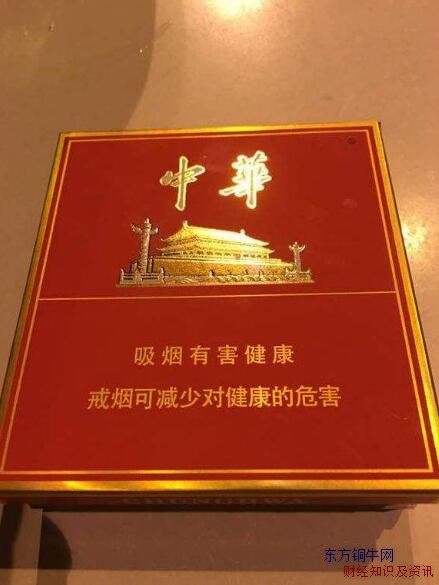 中華
吸烟有害健康
戒烟可减少对健康的危害
CHUNGHWA
东方铜牛网
财经知识及资讯